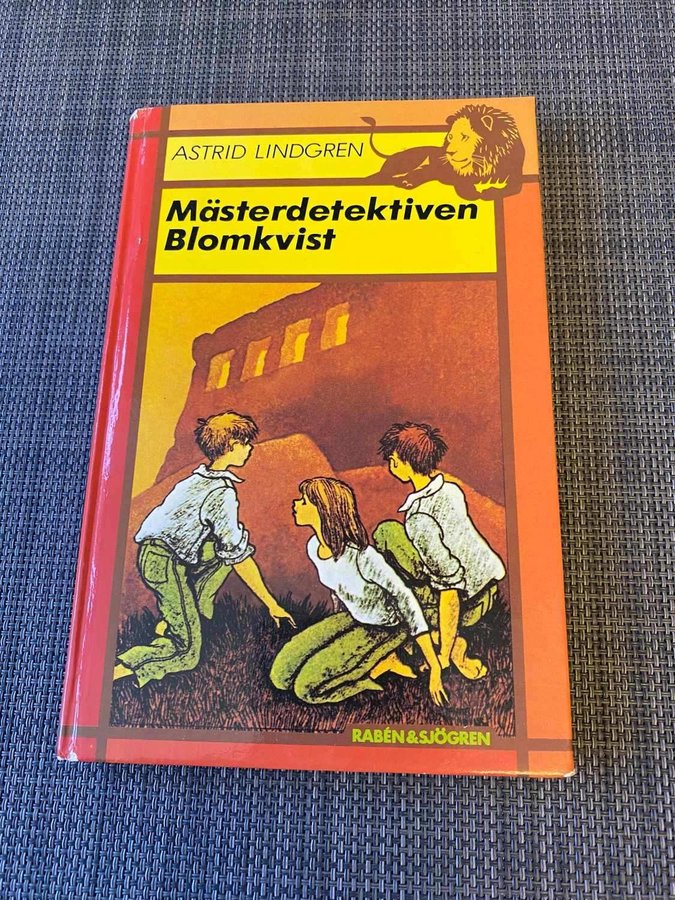 ASTRID LINDGREN
Mästerdetektiven
Blomkvist
RABÉN&SJÖGREN